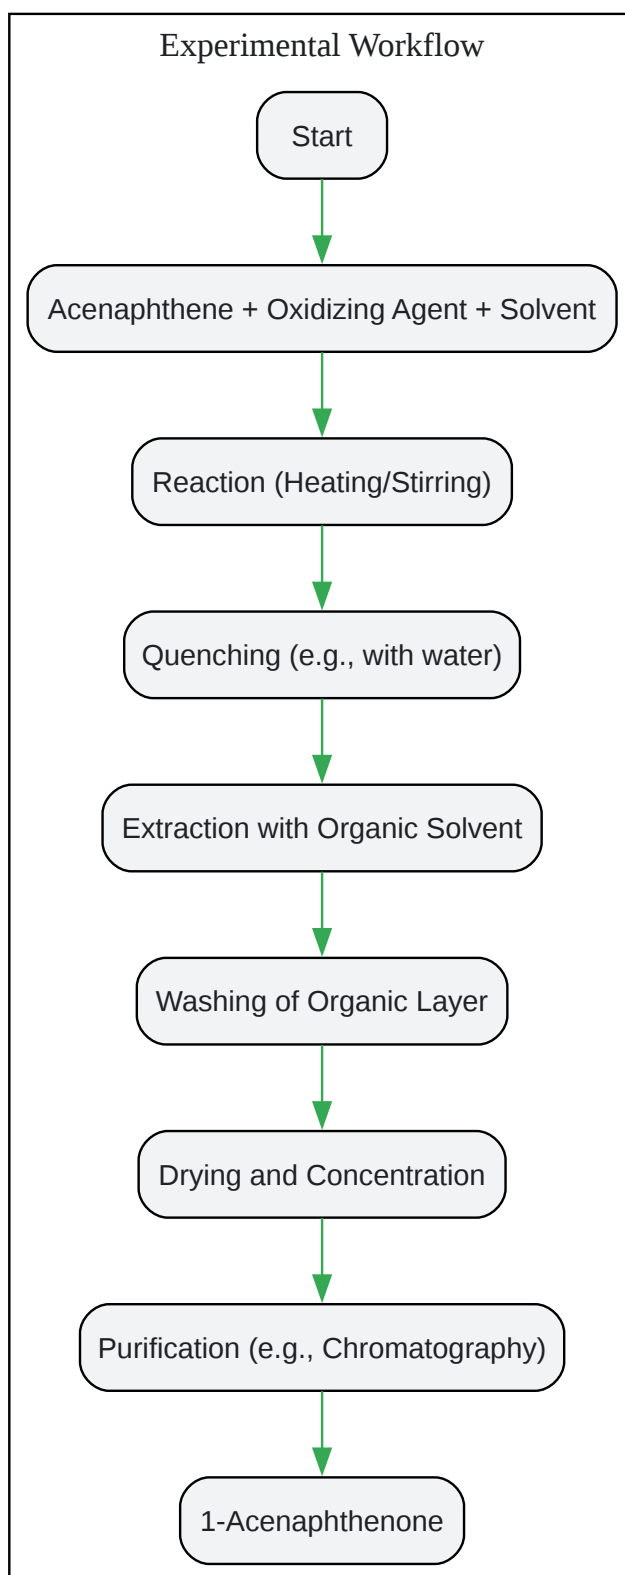 Experimental Workflow
Start
Acenaphthene + Oxidizing Agent + Solvent
Reaction (Heating/Stirring)
Quenching (e.g., with water)
Extraction with Organic Solvent
Washing of Organic Layer
Drying and Concentration
Purification (e.g., Chromatography)
1-Acenaphthenone